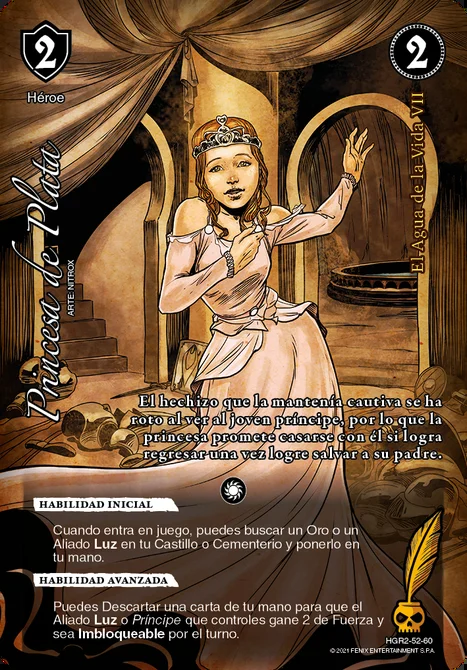 2
2
Héroe
Princesa de Plata
ARTE: NITROX
El Agua de la Vida VII
El hechizo que la mantenía cautiva se ha
roto al ver al joven príncipe, por lo que la
princesa promete casarse con él si logra
regresar una vez logre salvar a su padre.
HABILIDAD INICIAL
Cuando entra en juego, puedes buscar un Oro o un
Aliado Luz en tu Castillo o Cementerio y ponerlo en
tu mano.
HABILIDAD AVANZADA
Puedes Descartar una carta de tu mano para que el
Aliado Luz o Príncipe que controles gane 2 de Fuerza y
sea Imbloqueable por el turno.
HGR2-52-60
©2021 FENIX ENTERTAINMENT S.P.A.